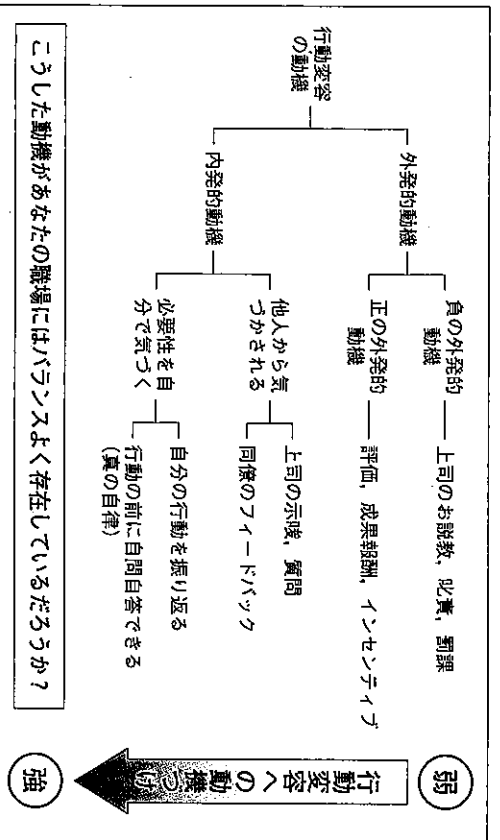 行動変容
の動機
外発的動機
負の外発的
動機
上司のお説教，叱責，罰課
正の外発的
動機
評価，成果報酬，インセンティブ
内発的動機
他人から気
づかされる
上司の示唆，質問
同僚のフィードバック
必要性を自
分で気づく
自分の行動を振り返る
行動の前に自問自答できる
(真の自律)
弱
行動変容への動機づけ
強
こうした動機があなたの職場にはバランスよく存在しているだろうか？